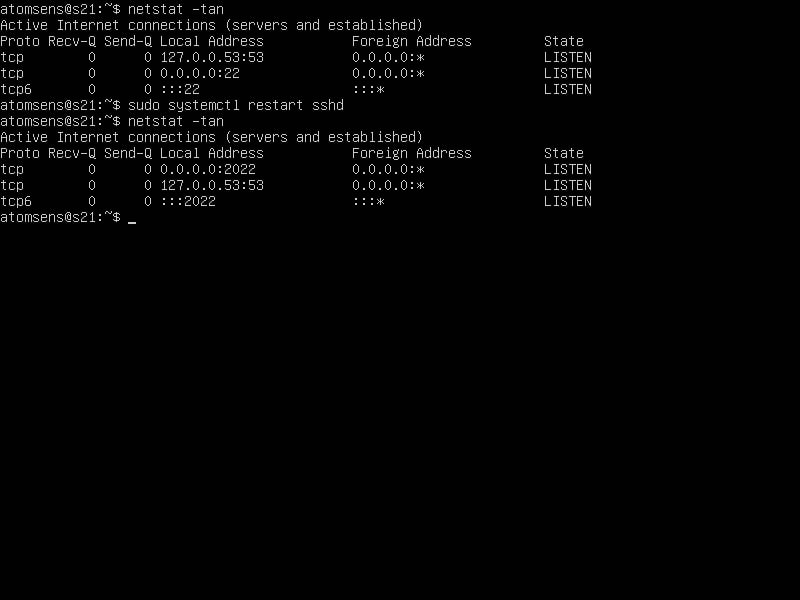 atomsens@s21:~$ netstat -tan
Active Internet connections (servers and established)
Proto Recv-Q Send-Q Local Address           Foreign Address         State
tcp        0      0 127.0.0.53:53           0.0.0.0:*               LISTEN
tcp        0      0 0.0.0.0:22              0.0.0.0:*               LISTEN
tcp6       0      0 :::22                   :::*                    LISTEN
atomsens@s21:~$ sudo systemctl restart sshd
atomsens@s21:~$ netstat -tan
Active Internet connections (servers and established)
Proto Recv-Q Send-Q Local Address           Foreign Address         State
tcp        0      0 0.0.0.0:2022            0.0.0.0:*               LISTEN
tcp        0      0 127.0.0.53:53           0.0.0.0:*               LISTEN
tcp6       0      0 :::2022                 :::*                    LISTEN
atomsens@s21:~$ _